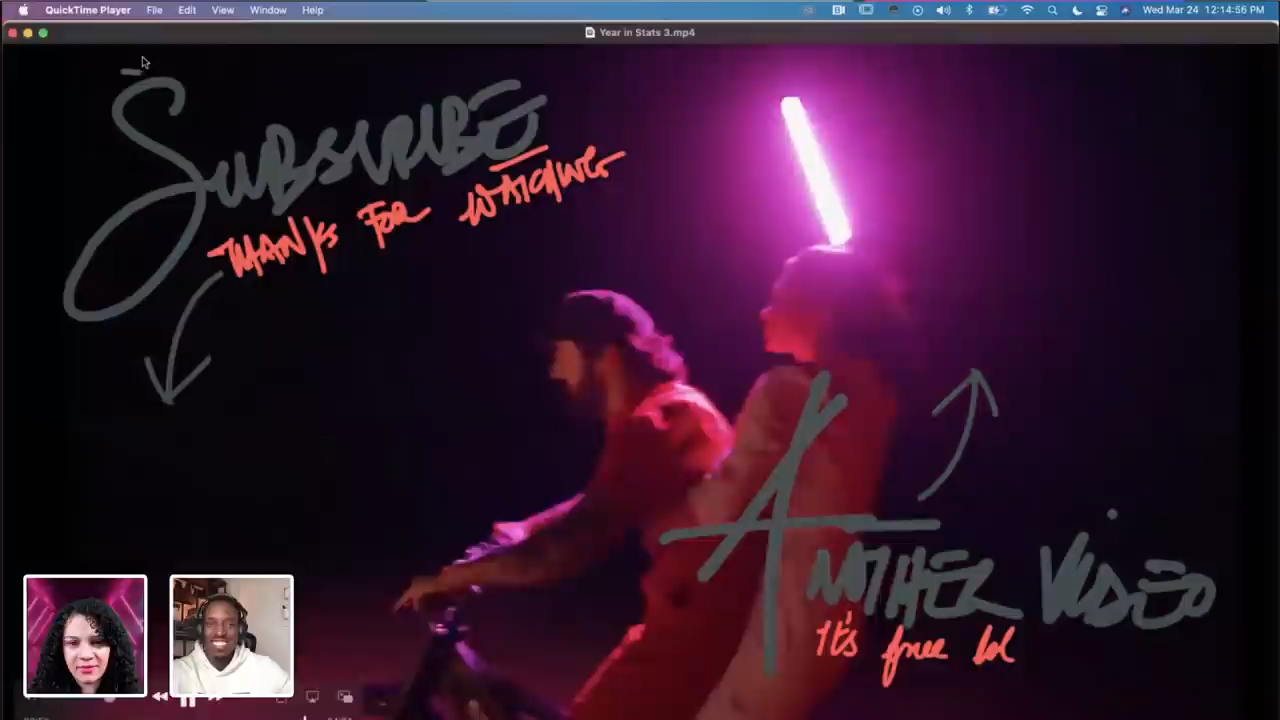 QuickTime Player File Edit View Window Help Wed Mar 24 12:14:56 PM
Year in Stats 3.mp4
SUBSCRIBE
THANKS FOR WATCHING
ANOTHER VIDEO
It's free lol